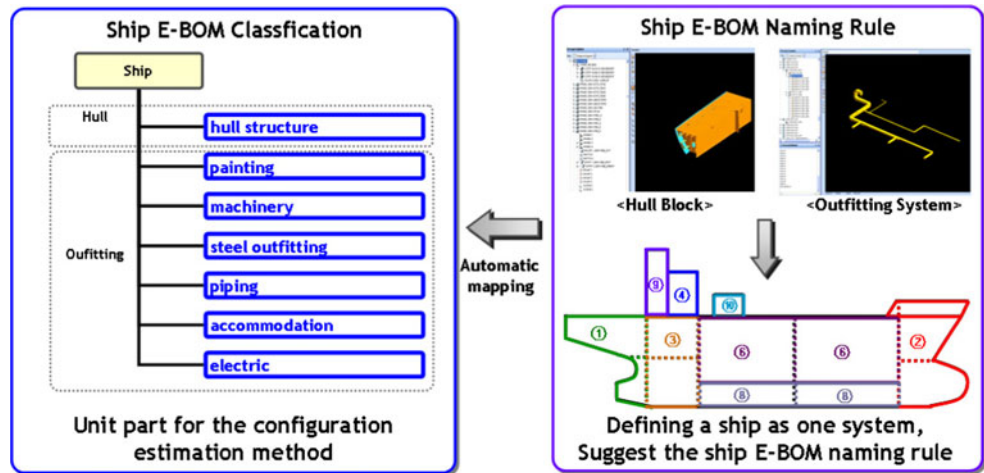 Ship E-BOM Classfication
Ship
Hull
hull structure
painting
machinery
steel outfitting
Oufitting
piping
accommodation
electric
Unit part for the configuration
estimation method
Automatic
mapping
Ship E-BOM Naming Rule
<Hull Block>
<Outfitting System>
⑨
④
⑩
①
③
⑥
⑥
②
⑧
⑧
Defining a ship as one system,
Suggest the ship E-BOM naming rule